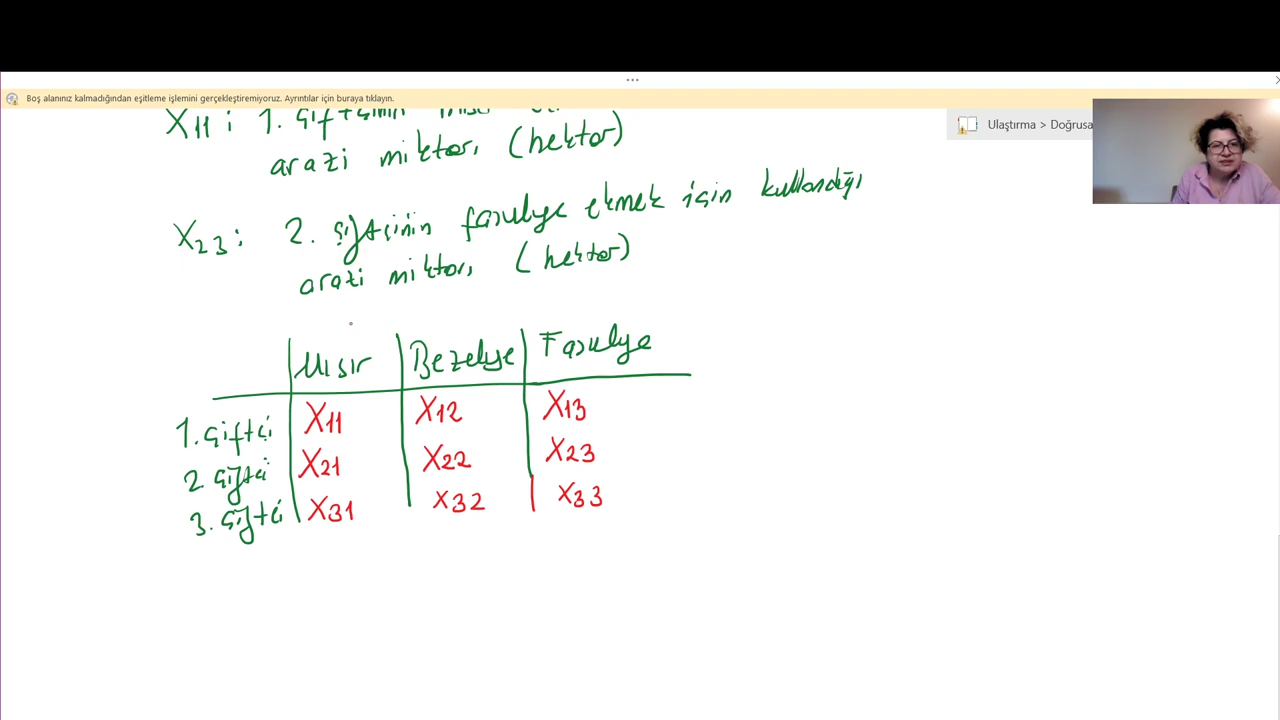 Boş alanınız kalmadığından eşitleme işlemini gerçekleştiremiyoruz. Ayrıntılar için buraya tıklayın.
Ulaştırma > Doğrusa
X11: 1. çiftçinin
arazi miktarı (hektar)
X23: 2. çiftçinin fasulye ekmek için kullandığı
arazi miktarı (hektar)
Mısır Bezelye Fasulye
1. çiftçi X11 X12 X13
2 çiftçi X21 X22 X23
3. çiftçi X31 X32 X33